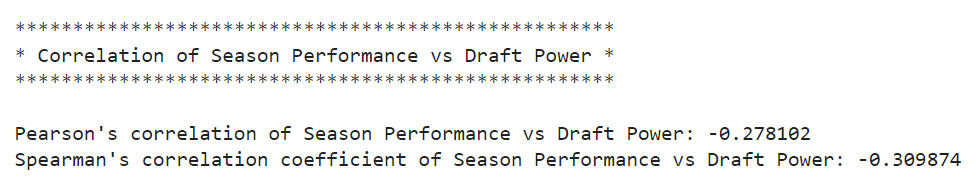 ****************************************************
* Correlation of Season Performance vs Draft Power *
****************************************************
Pearson's correlation of Season Performance vs Draft Power: -0.278102
Spearman's correlation coefficient of Season Performance vs Draft Power: -0.309874